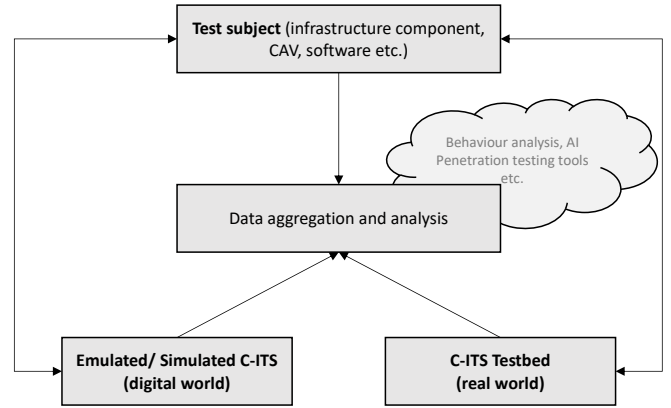 Test subject (infrastructure component,
CAV, software etc.)
Behaviour analysis, AI
Penetration testing tools
etc.
Data aggregation and analysis
Emulated/ Simulated C-ITS
(digital world)
C-ITS Testbed
(real world)